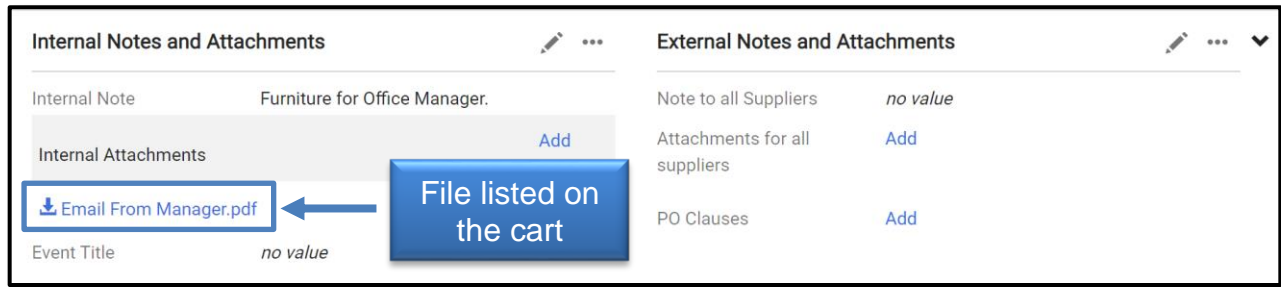 Internal Notes and Attachments
Internal Note Furniture for Office Manager.
Internal Attachments Add
Email From Manager.pdf
File listed on
the cart
Event Title no value
External Notes and Attachments
Note to all Suppliers no value
Attachments for all Add
suppliers
PO Clauses Add